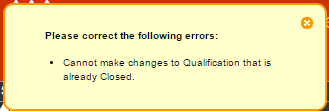 Please correct the following errors:
• Cannot make changes to Qualification that is
already Closed.